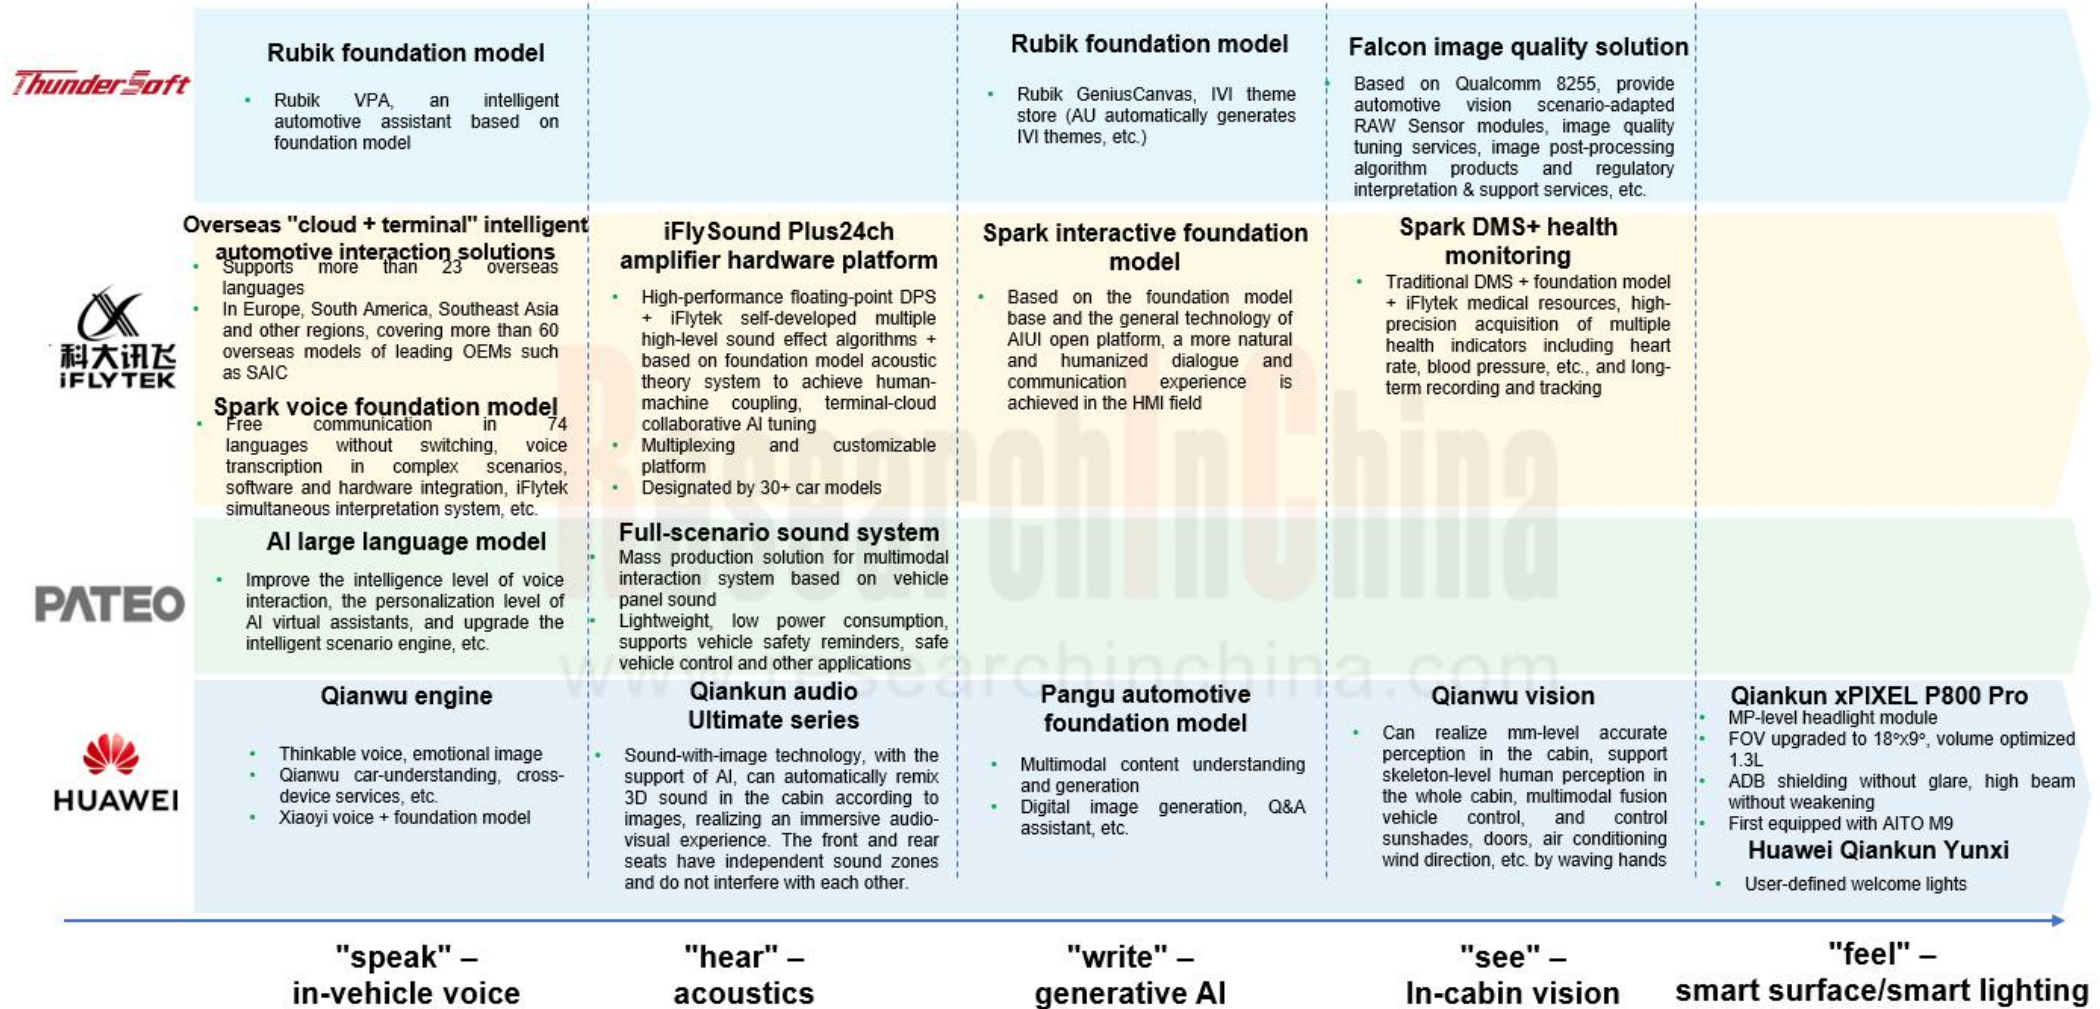 ThunderSoft
Rubik foundation model
• Rubik VPA, an intelligent
automotive assistant based on
foundation model
Rubik foundation model
• Rubik GeniusCanvas, IVI theme
store (AU automatically generates
IVI themes, etc.)
Falcon image quality solution
• Based on Qualcomm 8255, provide
automotive vision scenario-adapted
RAW Sensor modules, image quality
tuning services, image post-processing
algorithm products and regulatory
interpretation & support services, etc.
科大讯飞
iFLYTEK
Overseas "cloud + terminal" intelligent
automotive interaction solutions
• Supports more than 23 overseas
languages
• In Europe, South America, Southeast Asia
and other regions, covering more than 60
overseas models of leading OEMs such
as SAIC
Spark voice foundation model
• Free communication in 74
languages without switching, voice
transcription in complex scenarios,
software and hardware integration, iFlytek
simultaneous interpretation system, etc.
iFlySound Plus24ch
amplifier hardware platform
• High-performance floating-point DPS
+ iFlytek self-developed multiple
high-level sound effect algorithms +
based on foundation model acoustic
theory system to achieve human-
machine coupling, terminal-cloud
collaborative AI tuning
• Multiplexing and customizable
platform
• Designated by 30+ car models
Spark interactive foundation
model
• Based on the foundation model
base and the general technology of
AIUI open platform, a more natural
and humanized dialogue and
communication experience is
achieved in the HMI field
Spark DMS+ health
monitoring
• Traditional DMS + foundation model
+ iFlytek medical resources, high-
precision acquisition of multiple
health indicators including heart
rate, blood pressure, etc., and long-
term recording and tracking
PATEO
AI large language model
• Improve the intelligence level of voice
interaction, the personalization level of
AI virtual assistants, and upgrade the
intelligent scenario engine, etc.
Full-scenario sound system
• Mass production solution for multimodal
interaction system based on vehicle
panel sound
• Lightweight, low power consumption,
supports vehicle safety reminders, safe
vehicle control and other applications
HUAWEI
Qianwu engine
• Thinkable voice, emotional image
• Qianwu car-understanding, cross-
device services, etc.
• Xiaoyi voice + foundation model
Qiankun audio
Ultimate series
• Sound-with-image technology, with the
support of AI, can automatically remix
3D sound in the cabin according to
images, realizing an immersive audio-
visual experience. The front and rear
seats have independent sound zones
and do not interfere with each other.
Pangu automotive
foundation model
• Multimodal content understanding
and generation
• Digital image generation, Q&A
assistant, etc.
Qianwu vision
• Can realize mm-level accurate
perception in the cabin, support
skeleton-level human perception in
the whole cabin, multimodal fusion
vehicle control, and control
sunshades, doors, air conditioning
wind direction, etc. by waving hands
Qiankun xPIXEL P800 Pro
• MP-level headlight module
• FOV upgraded to 18°x9°, volume optimized
1.3L
• ADB shielding without glare, high beam
without weakening
• First equipped with AITO M9
Huawei Qiankun Yunxi
• User-defined welcome lights
ResearchInChina
www.researchinchina.com
"speak" –
in-vehicle voice
"hear" –
acoustics
"write" –
generative AI
"see" –
In-cabin vision
"feel" –
smart surface/smart lighting